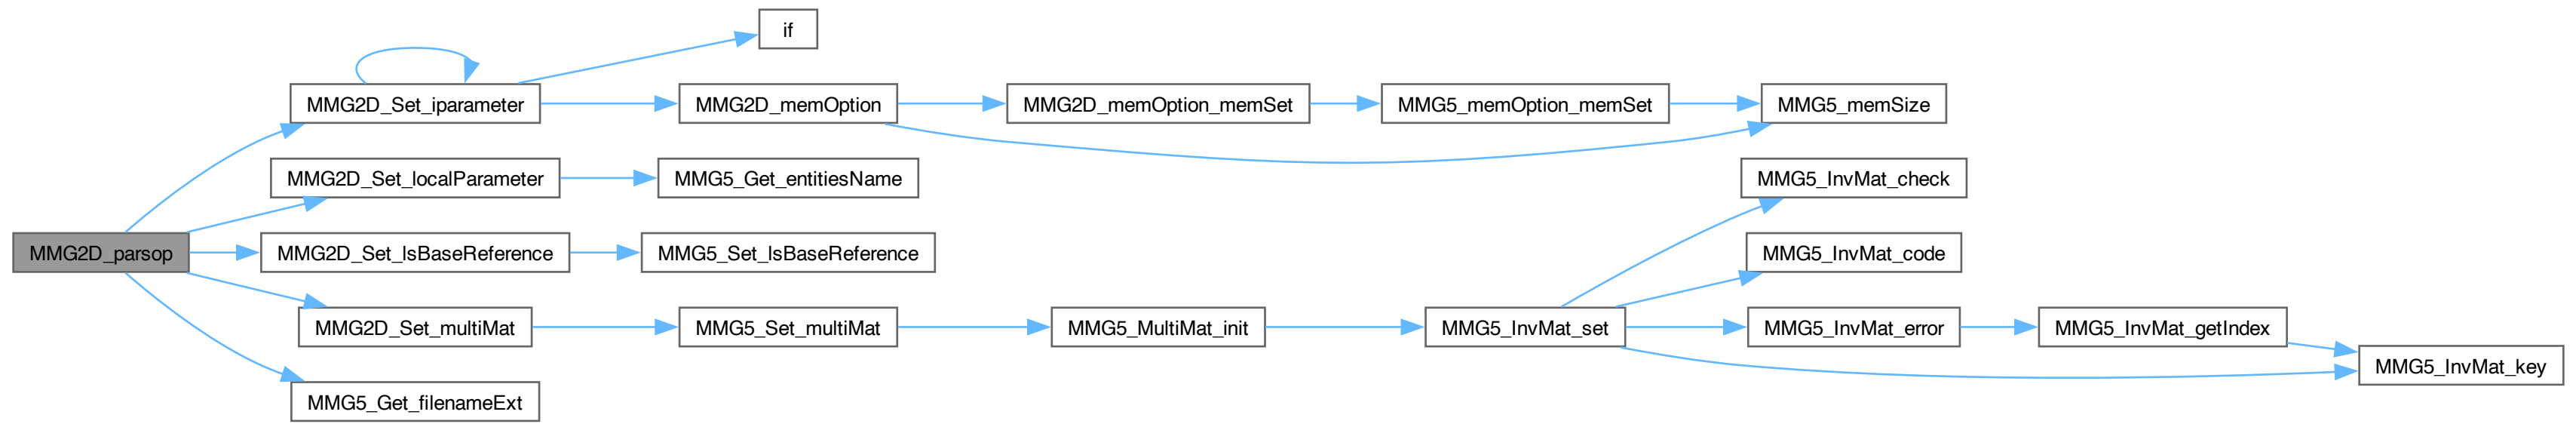 if
MMG2D_Set_iparameter
MMG2D_memOption
MMG2D_memOption_memSet
MMG5_memOption_memSet
MMG5_memSize
MMG2D_Set_localParameter
MMG5_Get_entitiesName
MMG5_InvMat_check
MMG2D_parsop
MMG2D_Set_lsBaseReference
MMG5_Set_lsBaseReference
MMG5_InvMat_code
MMG2D_Set_multiMat
MMG5_Set_multiMat
MMG5_MultiMat_init
MMG5_InvMat_set
MMG5_InvMat_error
MMG5_InvMat_getIndex
MMG5_InvMat_key
MMG5_Get_filenameExt